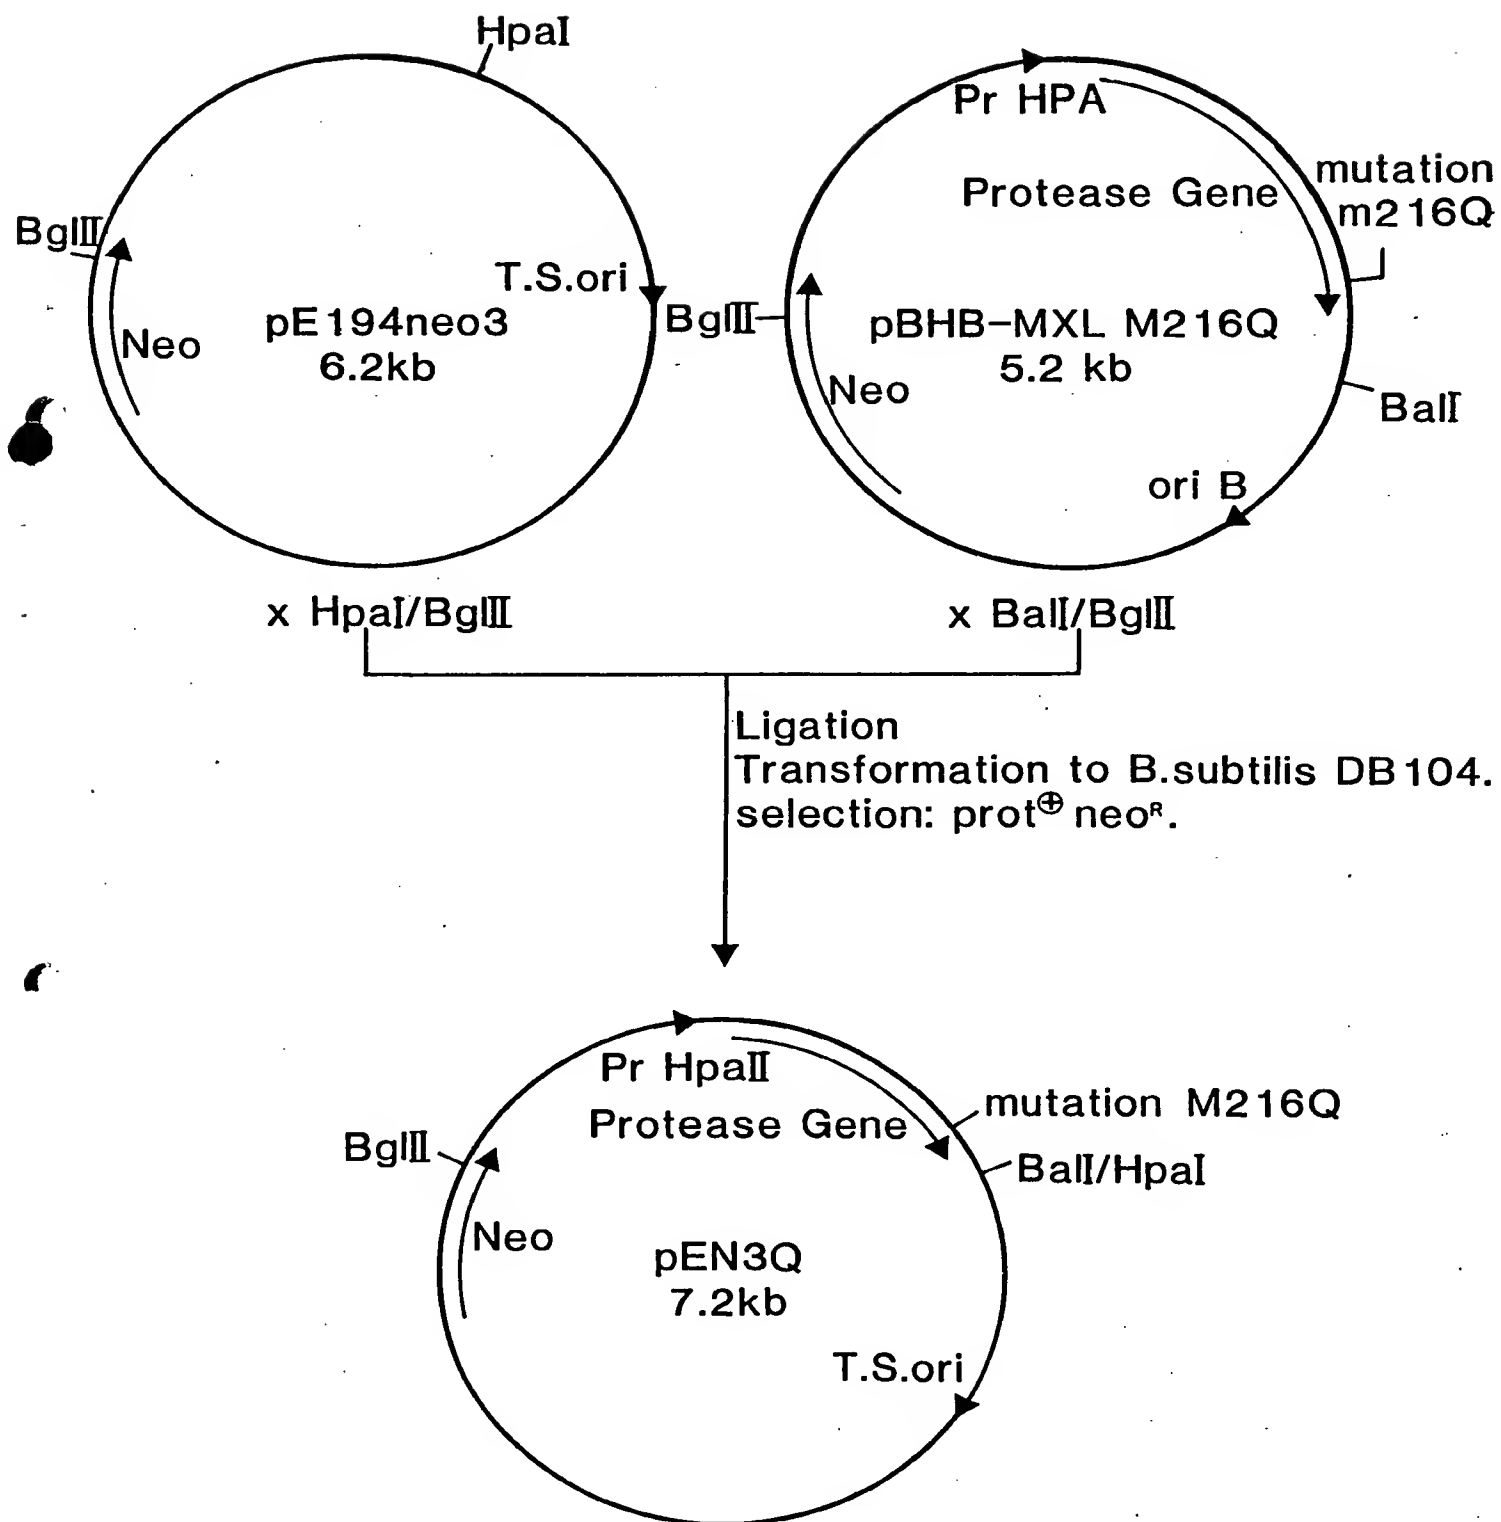 HpaI
BglII
T.S.ori
Neo
pE194neo3
6.2kb
x HpaI/BglII
Pr HPA
Protease Gene
mutation
m216Q
BglII
pBHB-MXL M216Q
5.2 kb
Neo
BalI
ori B
x BalI/BglII
Ligation
Transformation to B.subtilis DB104.
selection: prot⊕ neoᴿ.
Pr HpaII
Protease Gene
mutation M216Q
BglII
BalI/HpaI
Neo
pEN3Q
7.2kb
T.S.ori